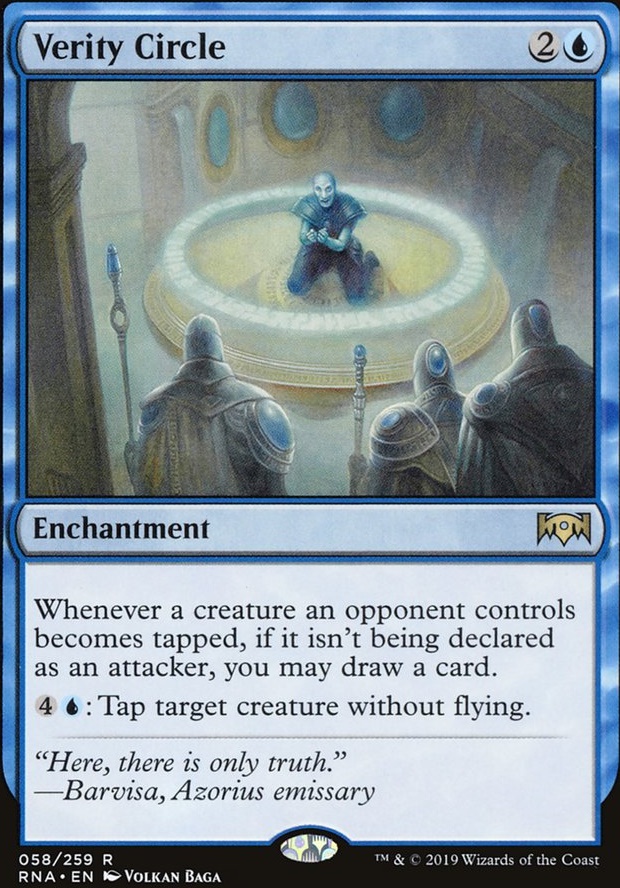 Verity Circle 2
Enchantment
Whenever a creature an opponent controls
becomes tapped, if it isn't being declared
as an attacker, you may draw a card.
4 : Tap target creature without flying.
“Here, there is only truth.”
—Barvisa, Azorius emissary
058/259 R
™ & © 2019 Wizards of the Coast
RNA • EN VOLKAN BAGA